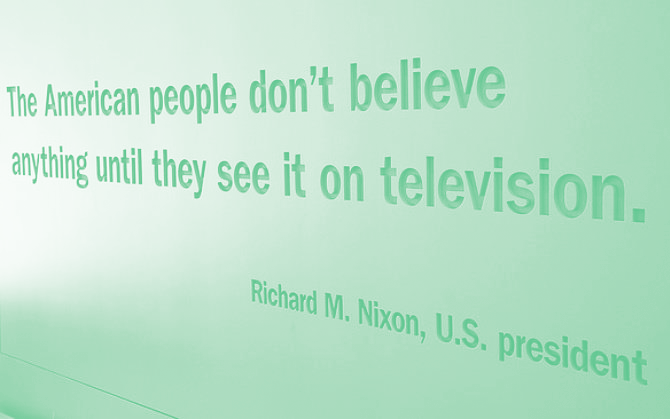 The American people don't believe
anything until they see it on television.
Richard M. Nixon, U.S. president